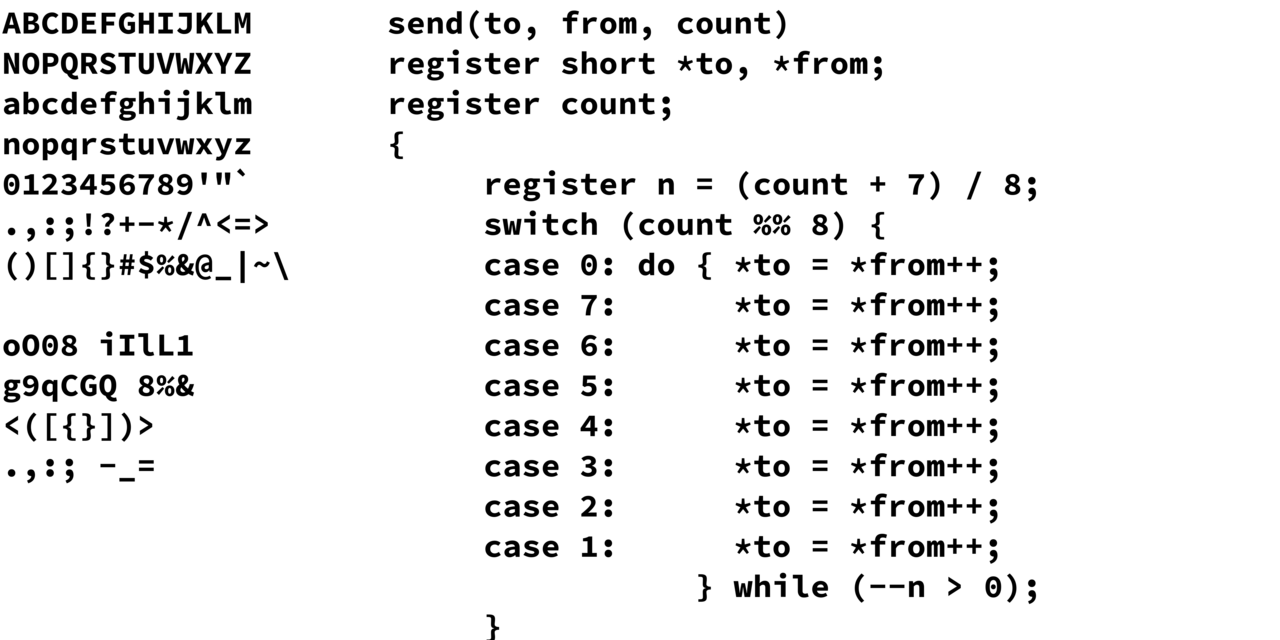 ABCDEFGHIJKLM
NOPQRSTUVWXYZ
abcdefghijklm
nopqrstuvwxyz
0123456789'"`
.,:;!?+-*/^<=>
()[]{}#$%&@_|~\
oO08 iIlL1
g9qCGQ 8%&
<([{}])>
.,:; -_=
send(to, from, count)
register short *to, *from;
register count;
{
    register n = (count + 7) / 8;
    switch (count %% 8) {
    case 0: do { *to = *from++;
    case 7:      *to = *from++;
    case 6:      *to = *from++;
    case 5:      *to = *from++;
    case 4:      *to = *from++;
    case 3:      *to = *from++;
    case 2:      *to = *from++;
    case 1:      *to = *from++;
               } while (--n > 0);
    }